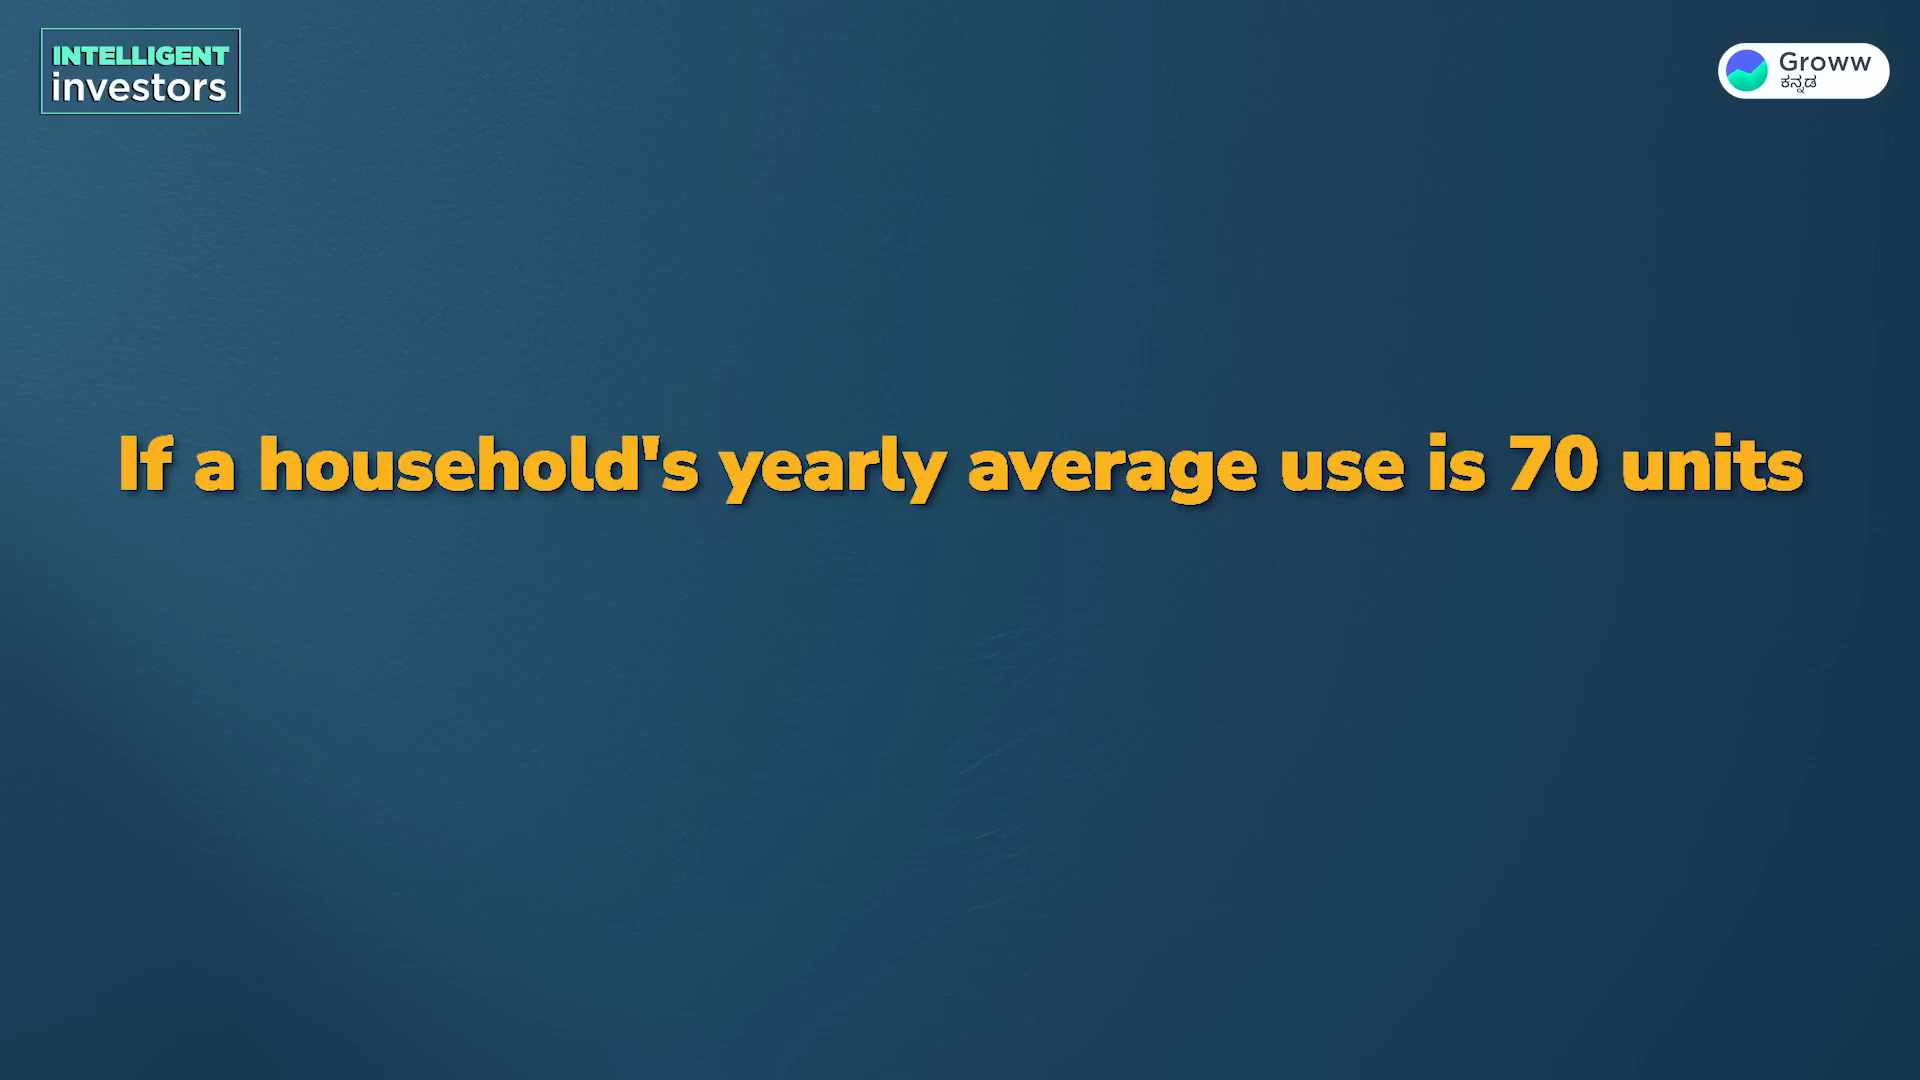 INTELLIGENT
investors
Groww
ಕನ್ನಡ
If a household's yearly average use is 70 units